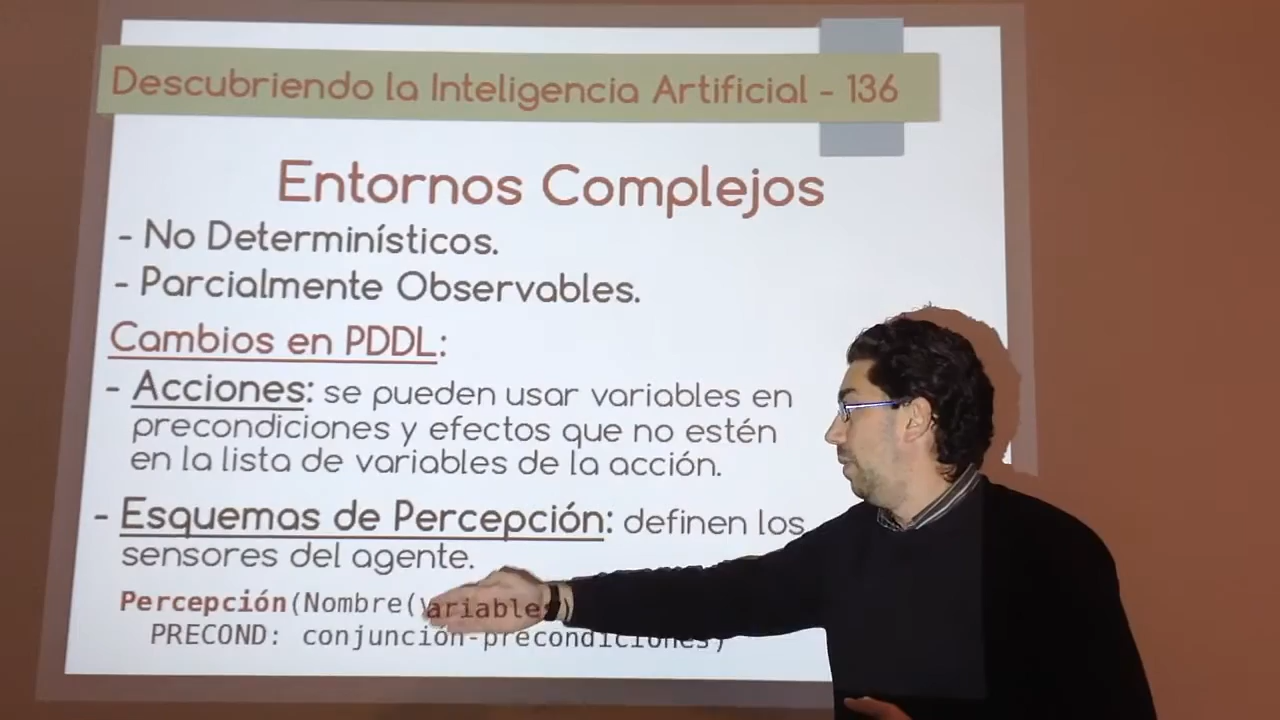 Descubriendo la Inteligencia Artificial - 136
Entornos Complejos
- No Determinísticos.
- Parcialmente Observables.
Cambios en PDDL:
- Acciones: se pueden usar variables en
precondiciones y efectos que no estén
en la lista de variables de la acción.
- Esquemas de Percepción: definen los
sensores del agente.
Percepción(Nombre(variables)
PRECOND: conjunción-precondiciones)